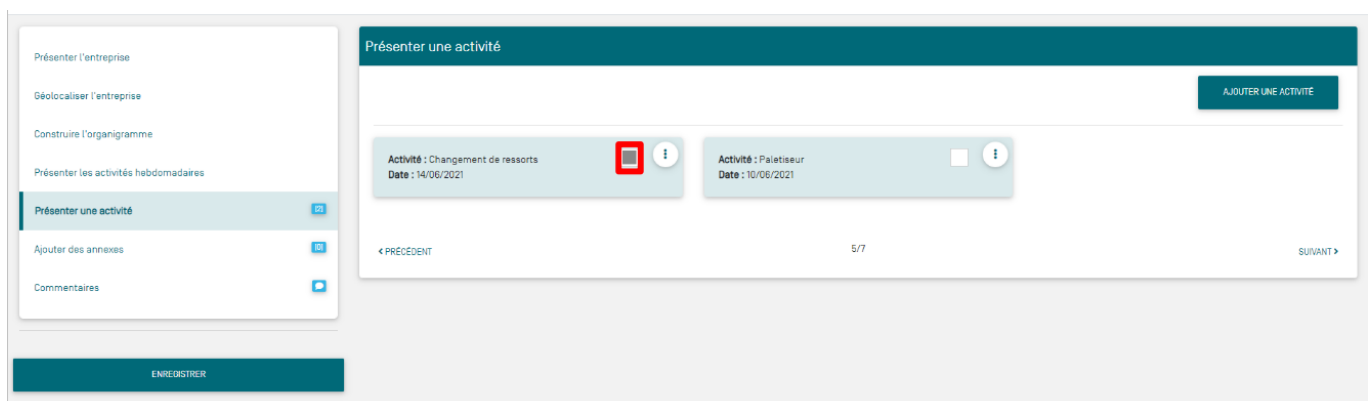 Présenter l'entreprise
Géolocaliser l'entreprise
Construire l'organigramme
Présenter les activités hebdomadaires
Présenter une activité [2]
Ajouter des annexes [0]
Commentaires
ENREGISTRER
Présenter une activité
AJOUTER UNE ACTIVITÉ
Activité : Changement de ressorts
Date : 14/06/2021
Activité : Paletiseur
Date : 10/06/2021
PRÉCÉDENT 5/7 SUIVANT